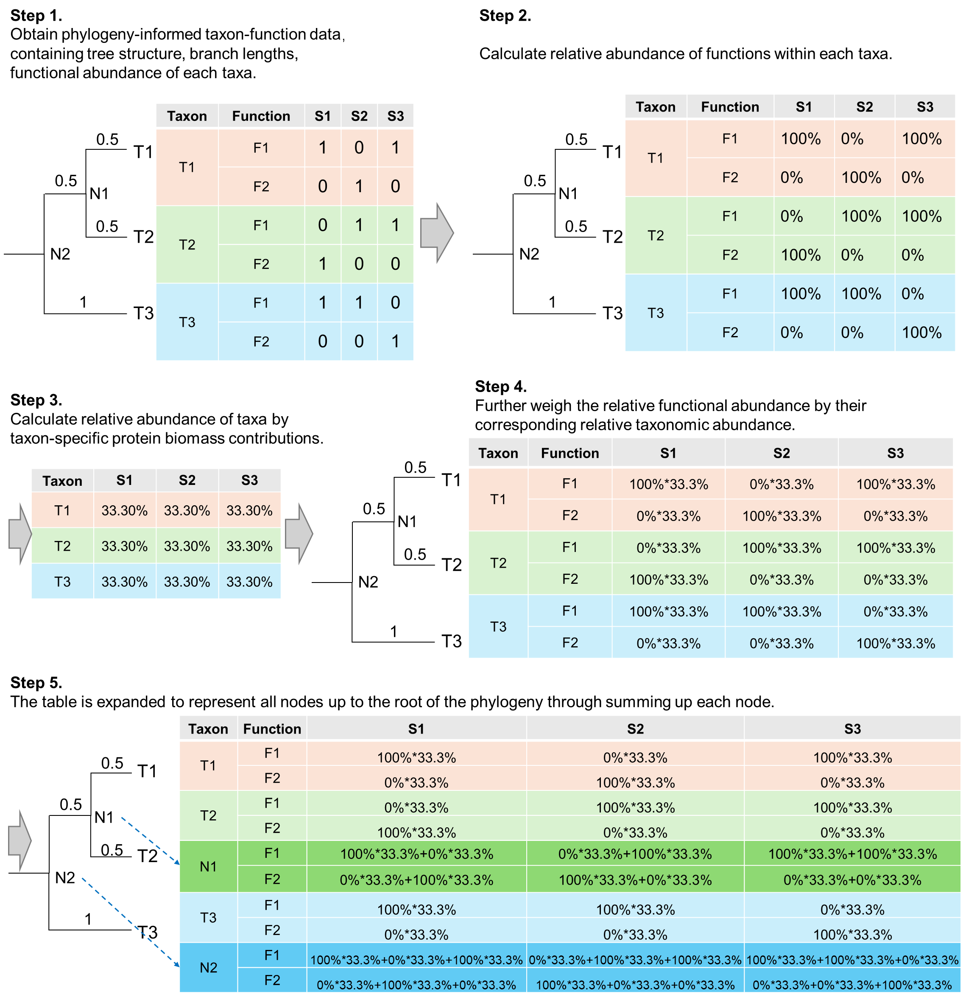 Step 1.
Obtain phylogeny-informed taxon-function data,
containing tree structure, branch lengths,
functional abundance of each taxa.
0.5
T1
0.5
N1
0.5
T2
N2
1
T3
Taxon Function S1 S2 S3
T1
F1 1 0 1
F2 0 1 0
T2
F1 0 1 1
F2 1 0 0
T3
F1 1 1 0
F2 0 0 1
Step 2.
Calculate relative abundance of functions within each taxa.
0.5
T1
0.5
N1
0.5
T2
N2
1
T3
Taxon Function S1 S2 S3
T1
F1 100% 0% 100%
F2 0% 100% 0%
T2
F1 0% 100% 100%
F2 100% 0% 0%
T3
F1 100% 100% 0%
F2 0% 0% 100%
Step 3.
Calculate relative abundance of taxa by
taxon-specific protein biomass contributions.
Taxon S1 S2 S3
T1 33.30% 33.30% 33.30%
T2 33.30% 33.30% 33.30%
T3 33.30% 33.30% 33.30%
Step 4.
Further weigh the relative functional abundance by their
corresponding relative taxonomic abundance.
0.5
T1
0.5
N1
0.5
T2
N2
1
T3
Taxon Function S1 S2 S3
T1
F1 100%*33.3% 0%*33.3% 100%*33.3%
F2 0%*33.3% 100%*33.3% 0%*33.3%
T2
F1 0%*33.3% 100%*33.3% 100%*33.3%
F2 100%*33.3% 0%*33.3% 0%*33.3%
T3
F1 100%*33.3% 100%*33.3% 0%*33.3%
F2 0%*33.3% 0%*33.3% 100%*33.3%
Step 5.
The table is expanded to represent all nodes up to the root of the phylogeny through summing up each node.
0.5
T1
0.5
N1
0.5
T2
N2
1
T3
Taxon Function S1 S2 S3
T1
F1 100%*33.3% 0%*33.3% 100%*33.3%
F2 0%*33.3% 100%*33.3% 0%*33.3%
T2
F1 0%*33.3% 100%*33.3% 100%*33.3%
F2 100%*33.3% 0%*33.3% 0%*33.3%
N1
F1 100%*33.3%+0%*33.3% 0%*33.3%+100%*33.3% 100%*33.3%+100%*33.3%
F2 0%*33.3%+100%*33.3% 100%*33.3%+0%*33.3% 0%*33.3%+0%*33.3%
T3
F1 100%*33.3% 100%*33.3% 0%*33.3%
F2 0%*33.3% 0%*33.3% 100%*33.3%
N2
F1 100%*33.3%+0%*33.3%+100%*33.3% 0%*33.3%+100%*33.3%+100%*33.3% 100%*33.3%+100%*33.3%+0%*33.3%
F2 0%*33.3%+100%*33.3%+0%*33.3% 100%*33.3%+0%*33.3%+0%*33.3% 0%*33.3%+0%*33.3%+100%*33.3%